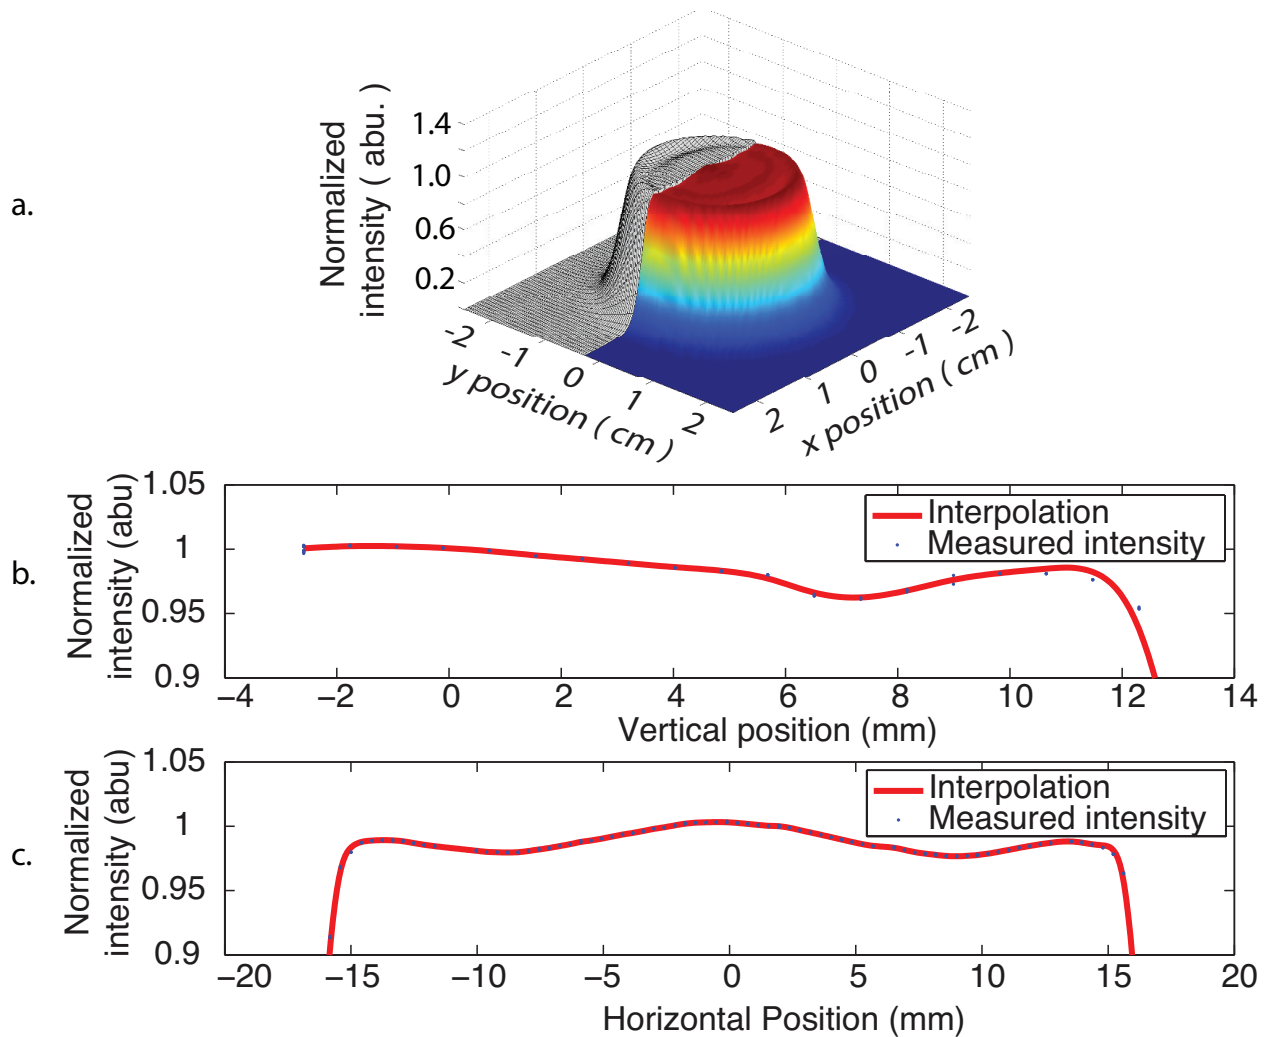 a.
Normalized
intensity ( abu. )
1.4
1.0
0.6
0.2
-2
-1
0
1
2
y position ( cm )
-2
-1
0
1
2
x position ( cm )
b.
Normalized
intensity (abu)
1.05
1
0.95
0.9
Interpolation
Measured intensity
−4 −2 0 2 4 6 8 10 12 14
Vertical position (mm)
c.
Normalized
intensity (abu)
1.05
1
0.95
0.9
Interpolation
Measured intensity
−20 −15 −10 −5 0 5 10 15 20
Horizontal Position (mm)